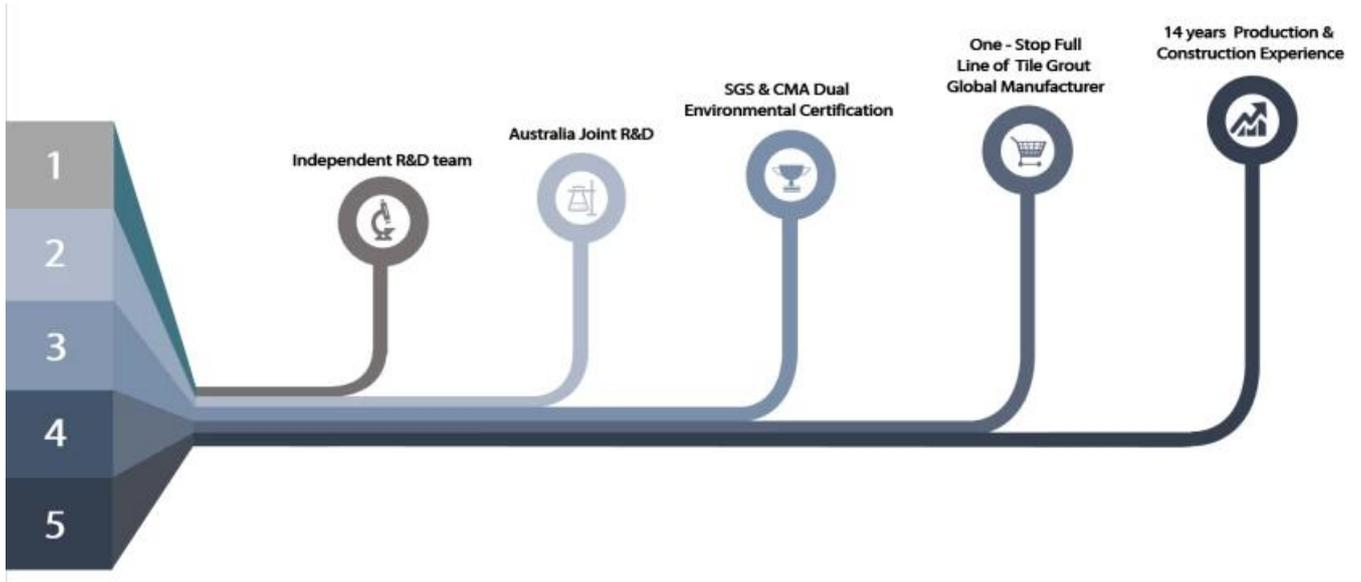 1
2
3
4
5
Independent R&D team
Australia Joint R&D
SGS & CMA Dual
Environmental Certification
One - Stop Full
Line of Tile Grout
Global Manufacturer
14 years Production &
Construction Experience